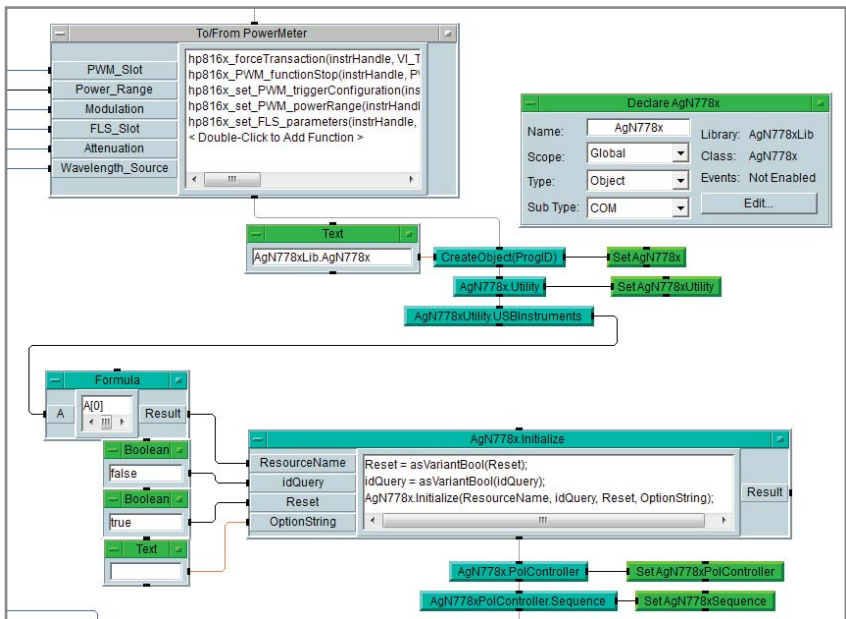 To/From PowerMeter
PWM_Slot
Power_Range
Modulation
FLS_Slot
Attenuation
Wavelength_Source
hp816x_forceTransaction(instrHandle, VI_T
hp816x_PWM_functionStop(instrHandle, P
hp816x_set_PWM_triggerConfiguration(ins
hp816x_set_PWM_powerRange(instrHandl
hp816x_set_FLS_parameters(instrHandle,
< Double-Click to Add Function >
Declare AgN778x
Name: AgN778x Library: AgN778xLib
Scope: Global Class: AgN778x
Type: Object Events: Not Enabled
Sub Type: COM Edit...
Text
AgN778xLib.AgN778x
CreateObject(ProgID) Set AgN778x
AgN778x.Utility Set AgN778xUtility
AgN778xUtility.USBInstruments
Formula
A A[0] Result
Boolean
false
Boolean
true
Text
AgN778x.Initialize
ResourceName
idQuery
Reset
OptionString
Reset = asVariantBool(Reset);
idQuery = asVariantBool(idQuery);
AgN778x.Initialize(ResourceName, idQuery, Reset, OptionString);
Result
AgN778x.PolController Set AgN778xPolController
AgN778xPolController.Sequence Set AgN778xSequence